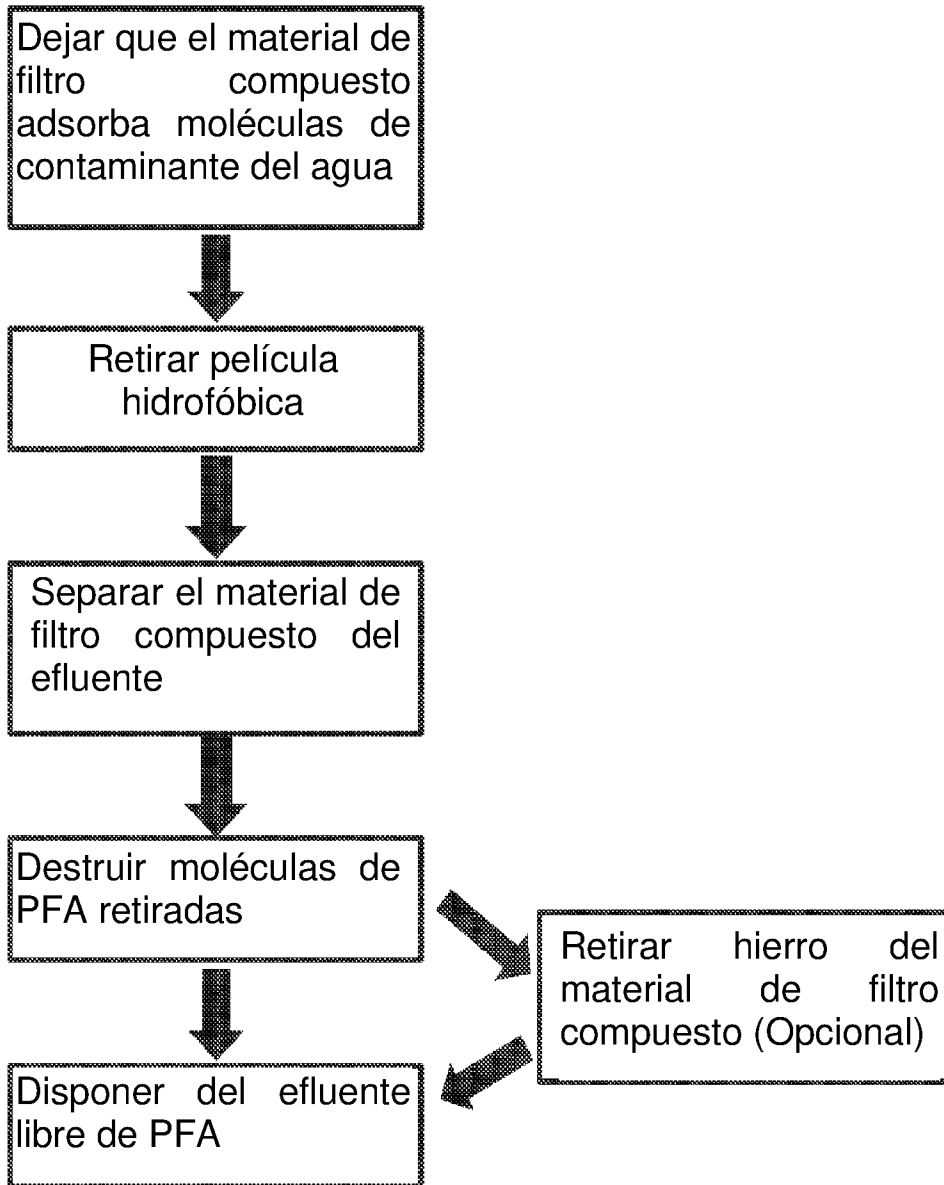 Dejar que el material de
filtro compuesto
adsorba moléculas de
contaminante del agua
Retirar película
hidrofóbica
Separar el material de
filtro compuesto del
efluente
Destruir moléculas de
PFA retiradas
Retirar hierro del
material de filtro
compuesto (Opcional)
Disponer del efluente
libre de PFA